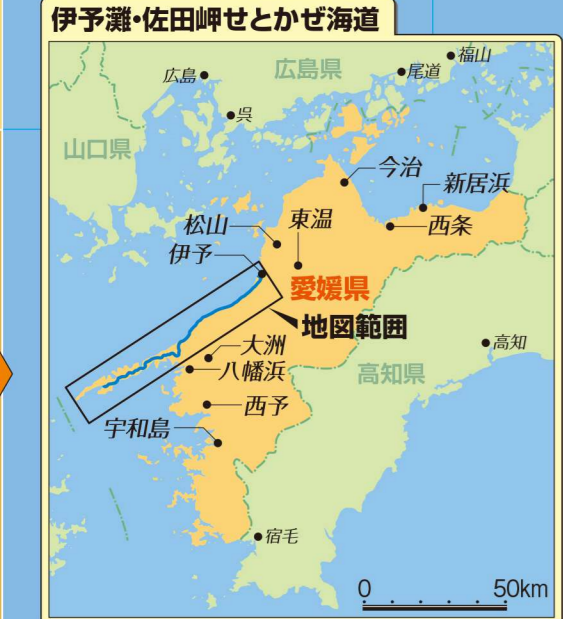 伊予灘・佐田岬せとかぜ海道
福山
広島県
尾道
広島
呉
山口県
今治
新居浜
東温
松山
西条
伊予
愛媛県
地図範囲
大洲
高知
八幡浜
高知県
西予
宇和島
宿毛
0 50km